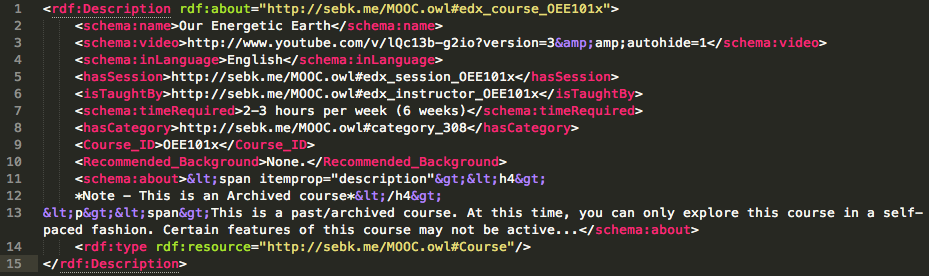 1 <rdf:Description rdf:about="http://sebk.me/MOOC.owl#edx_course_OEE101x">
2 <schema:name>Our Energetic Earth</schema:name>
3 <schema:video>http://www.youtube.com/v/lQc13b-g2io?version=3&amp;amp;autohide=1</schema:video>
4 <schema:inLanguage>English</schema:inLanguage>
5 <hasSession>http://sebk.me/MOOC.owl#edx_session_OEE101x</hasSession>
6 <isTaughtBy>http://sebk.me/MOOC.owl#edx_instructor_OEE101x</isTaughtBy>
7 <schema:timeRequired>2-3 hours per week (6 weeks)</schema:timeRequired>
8 <hasCategory>http://sebk.me/MOOC.owl#category_308</hasCategory>
9 <Course_ID>OEE101x</Course_ID>
10 <Recommended_Background>None.</Recommended_Background>
11 <schema:about>&lt;span itemprop="description"&gt;&lt;h4&gt;
12 *Note - This is an Archived course*&lt;/h4&gt;
13 &lt;p&gt;&lt;span&gt;This is a past/archived course. At this time, you can only explore this course in a self-
paced fashion. Certain features of this course may not be active...</schema:about>
14 <rdf:type rdf:resource="http://sebk.me/MOOC.owl#Course"/>
15 </rdf:Description>